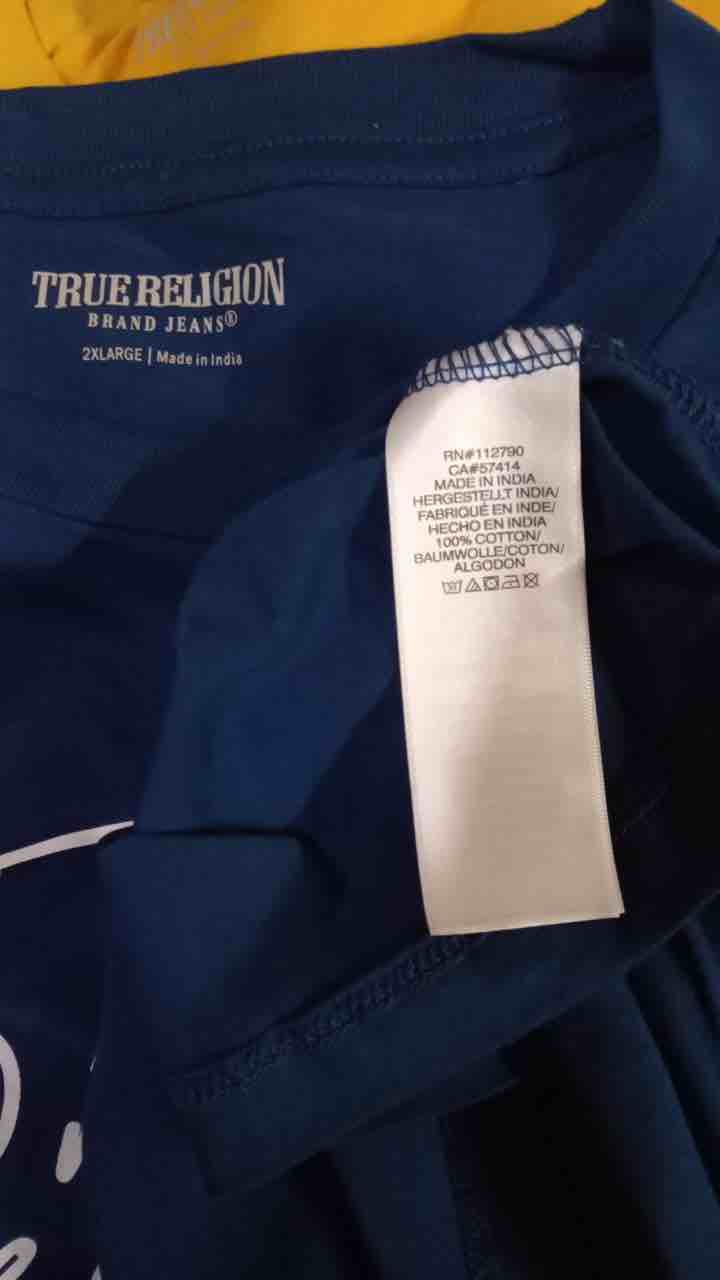 TRUE RELIGION
BRAND JEANS®
2XLARGE | Made in India
RN#112790
CA#57414
MADE IN INDIA
HERGESTELLT INDIA/
FABRIQUÉ EN INDE/
HECHO EN INDIA
100% COTTON/
BAUMWOLLE/COTON/
ALGODON